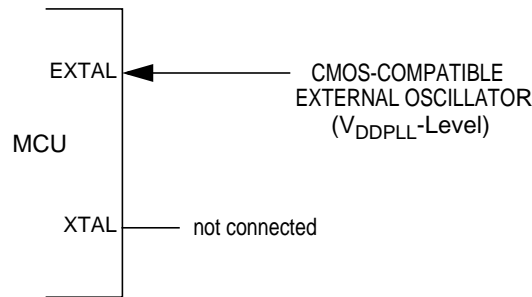 EXTAL
CMOS-COMPATIBLE
EXTERNAL OSCILLATOR
(VDDPLL-Level)
MCU
XTAL
not connected